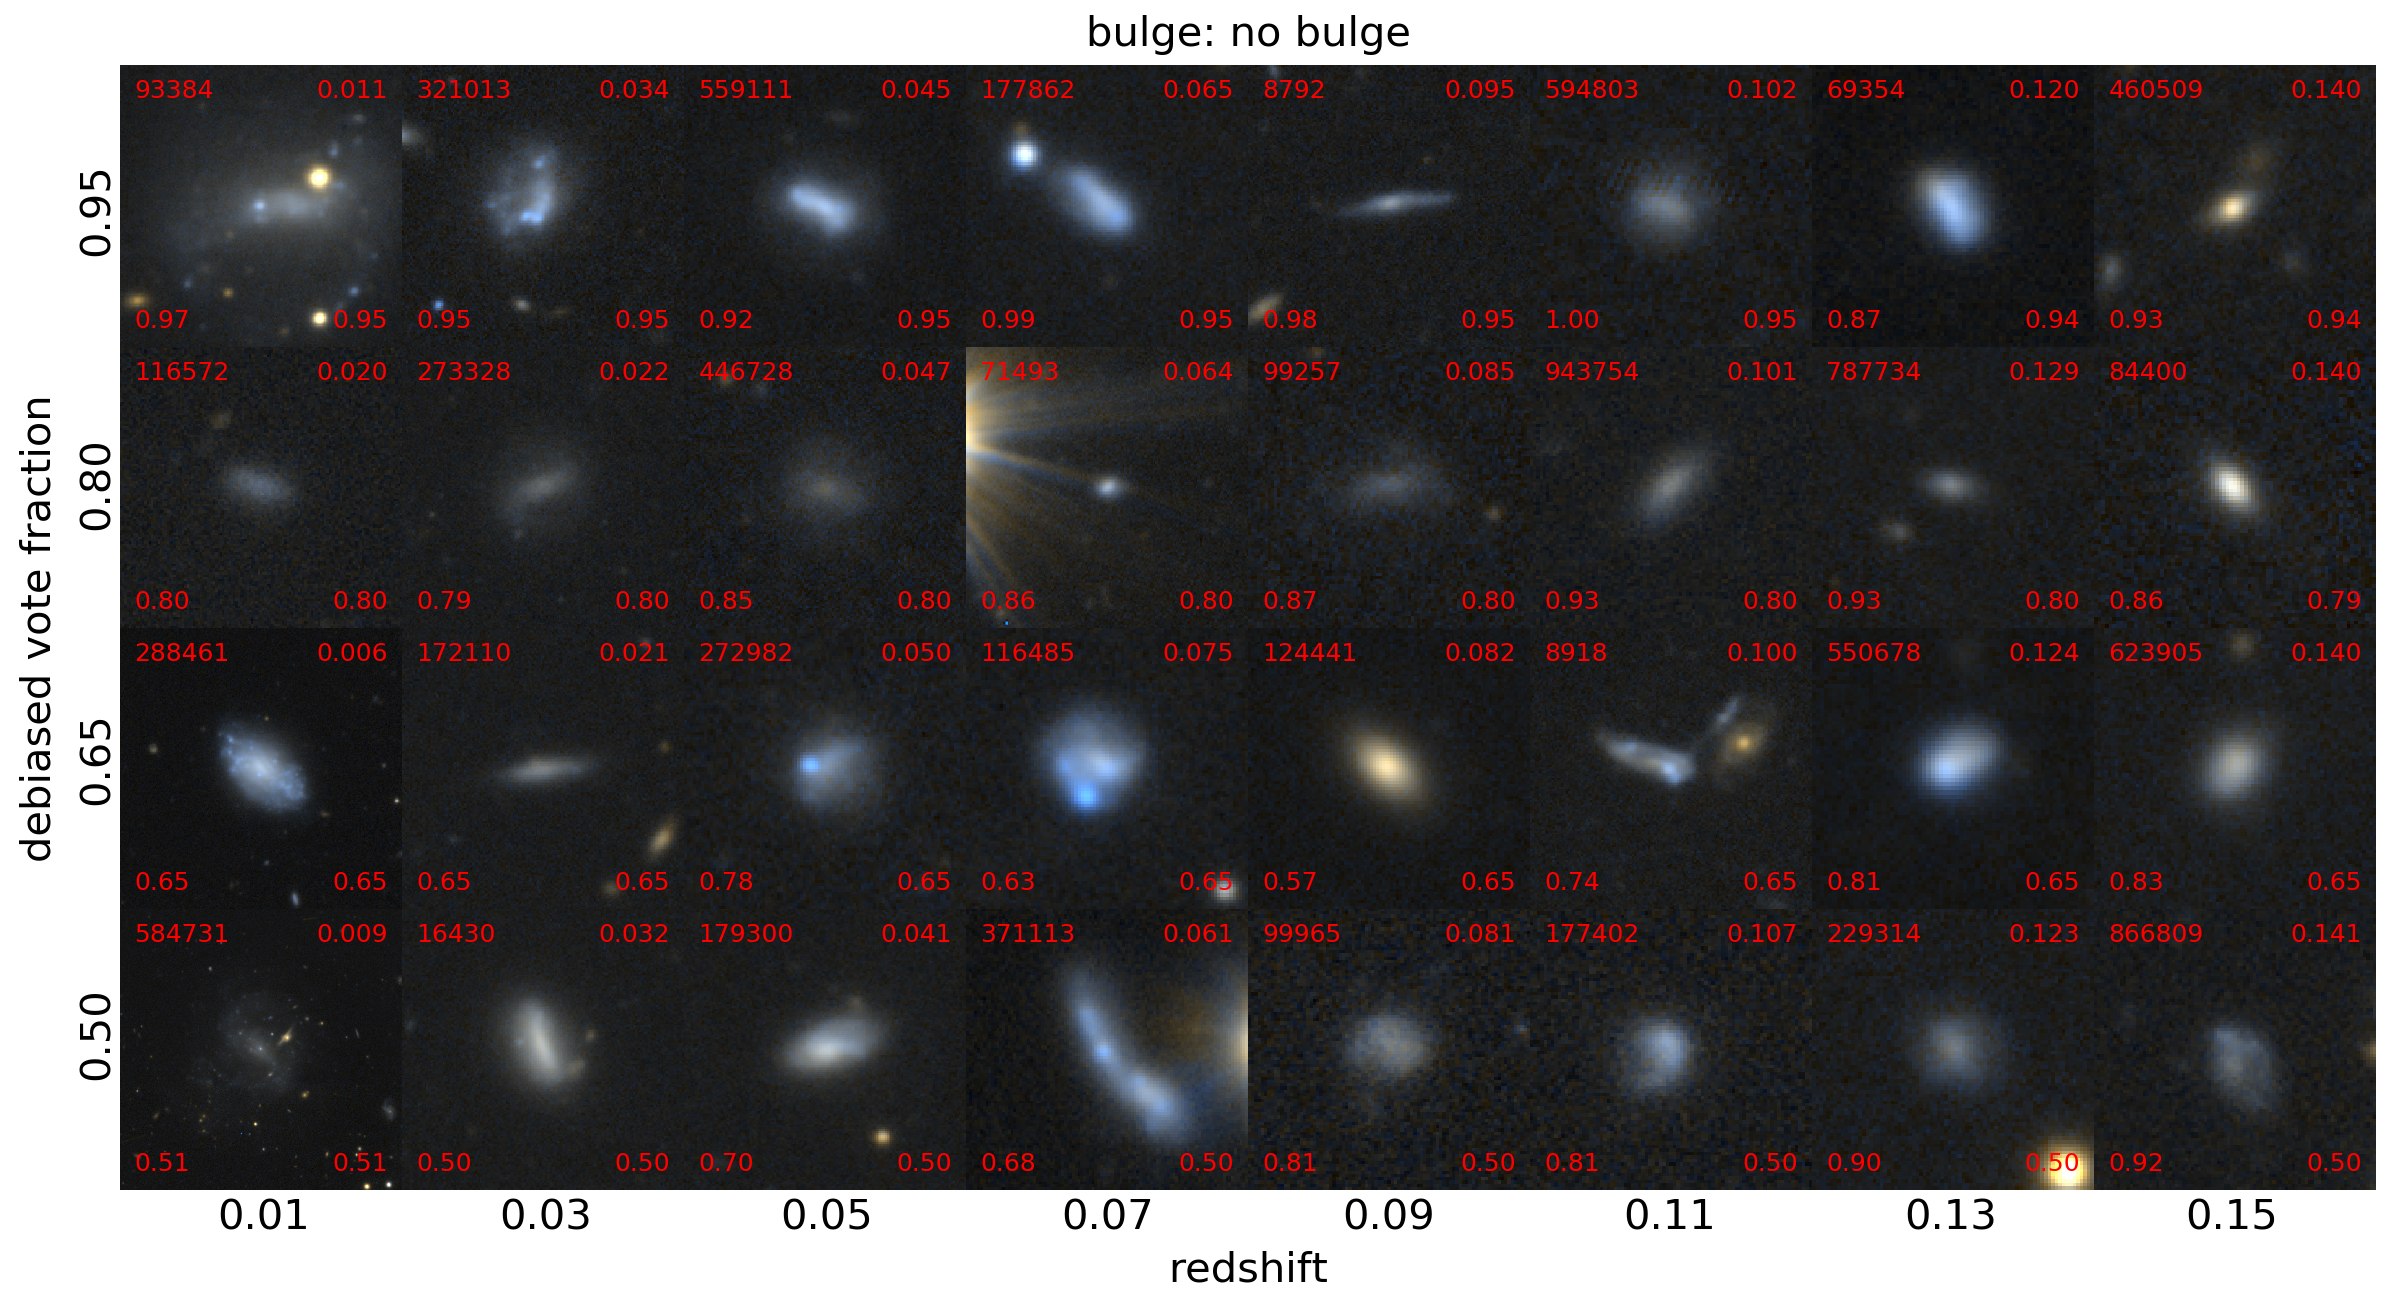 bulge: no bulge
debiased vote fraction
0.95
93384 0.011 321013 0.034 559111 0.045 177862 0.065 8792 0.095 594803 0.102 69354 0.120 460509 0.140
0.97 0.95 0.95 0.95 0.92 0.95 0.99 0.95 0.98 0.95 1.00 0.95 0.87 0.94 0.93 0.94
0.80
116572 0.020 273328 0.022 446728 0.047 71493 0.064 99257 0.085 943754 0.101 787734 0.129 84400 0.140
0.80 0.80 0.79 0.80 0.85 0.80 0.86 0.80 0.87 0.80 0.93 0.80 0.93 0.80 0.86 0.79
0.65
288461 0.006 172110 0.021 272982 0.050 116485 0.075 124441 0.082 8918 0.100 550678 0.124 623905 0.140
0.65 0.65 0.65 0.65 0.78 0.65 0.63 0.65 0.57 0.65 0.74 0.65 0.81 0.65 0.83 0.65
0.50
584731 0.009 16430 0.032 179300 0.041 371113 0.061 99965 0.081 177402 0.107 229314 0.123 866809 0.141
0.51 0.51 0.50 0.50 0.70 0.50 0.68 0.50 0.81 0.50 0.81 0.50 0.90 0.50 0.92 0.50
0.01 0.03 0.05 0.07 0.09 0.11 0.13 0.15
redshift